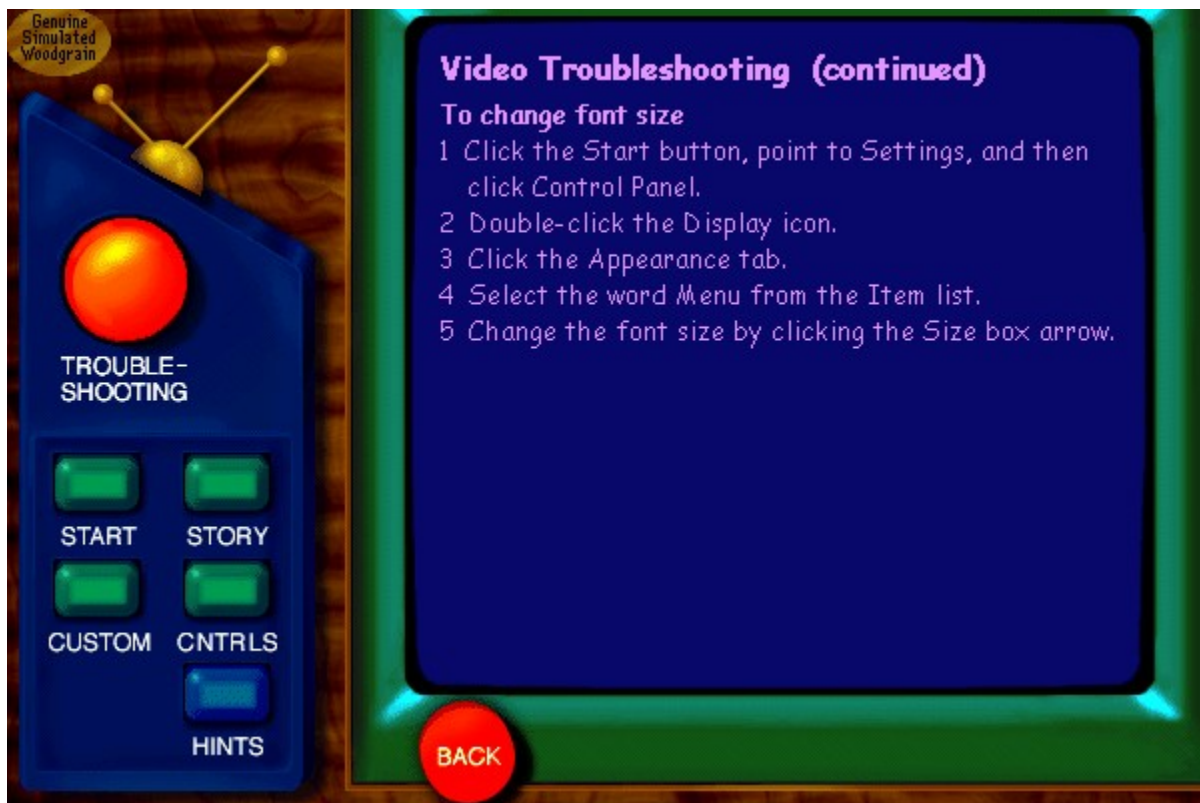 Genuine
Simulated
Woodgrain
Video Troubleshooting (continued)
To change font size
1 Click the Start button, point to Settings, and then
click Control Panel.
2 Double-click the Display icon.
3 Click the Appearance tab.
4 Select the word Menu from the Item list.
5 Change the font size by clicking the Size box arrow.
TROUBLE-
SHOOTING
START
STORY
CUSTOM
CNTRLS
HINTS
BACK